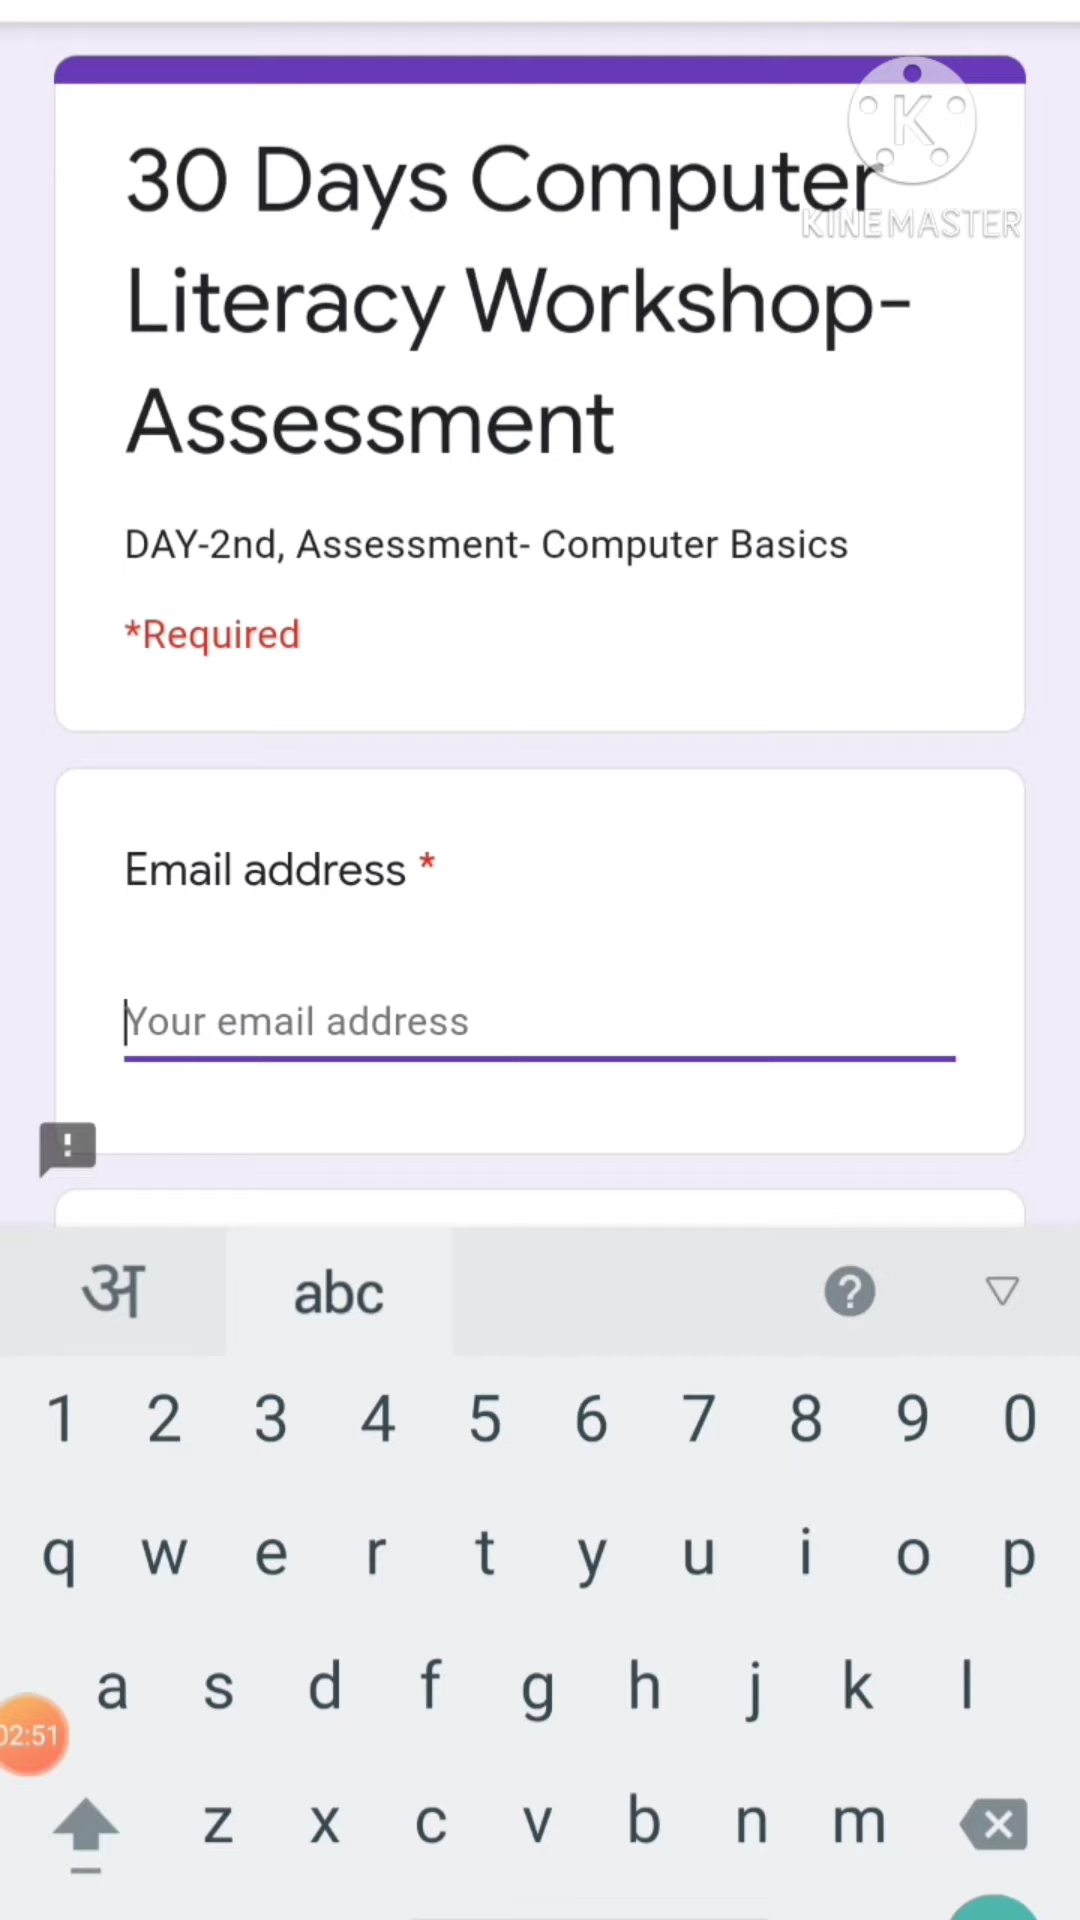 30 Days Computer
Literacy Workshop-
Assessment
K
KINEMASTER
DAY-2nd, Assessment- Computer Basics
*Required
Email address *
Your email address
!
अ abc ?
1 2 3 4 5 6 7 8 9 0
q w e r t y u i o p
a s d f g h j k l
02:51
z x c v b n m